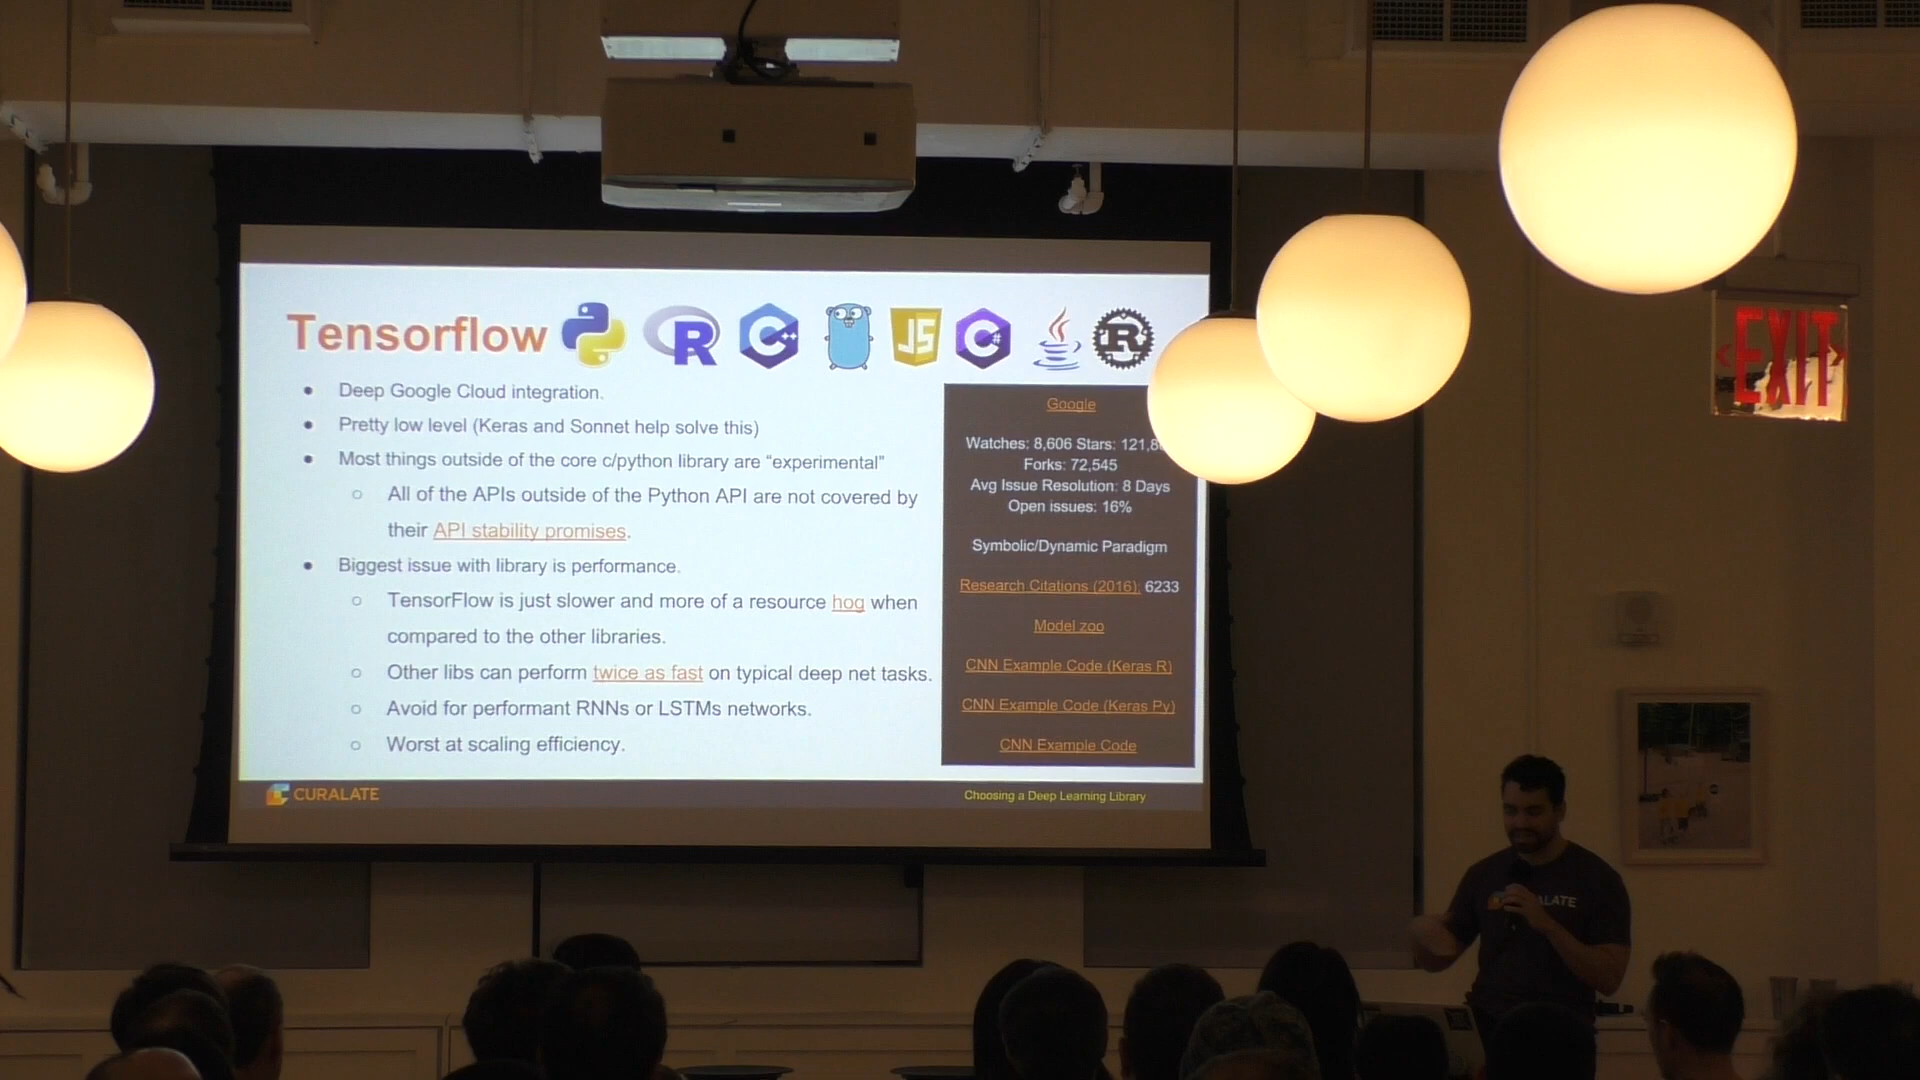 Tensorflow
Deep Google Cloud integration.
Pretty low level (Keras and Sonnet help solve this)
Most things outside of the core c/python library are “experimental”
All of the APIs outside of the Python API are not covered by
their API stability promises.
Biggest issue with library is performance.
TensorFlow is just slower and more of a resource hog when
compared to the other libraries.
Other libs can perform twice as fast on typical deep net tasks.
Avoid for performant RNNs or LSTMs networks.
Worst at scaling efficiency.
R
C++
JS
C#
R
Google
Watches: 8,606 Stars: 121,8
Forks: 72,545
Avg Issue Resolution: 8 Days
Open issues: 16%
Symbolic/Dynamic Paradigm
Research Citations (2016): 6233
Model zoo
CNN Example Code (Keras R)
CNN Example Code (Keras Py)
CNN Example Code
CURALATE
Choosing a Deep Learning Library
EXIT